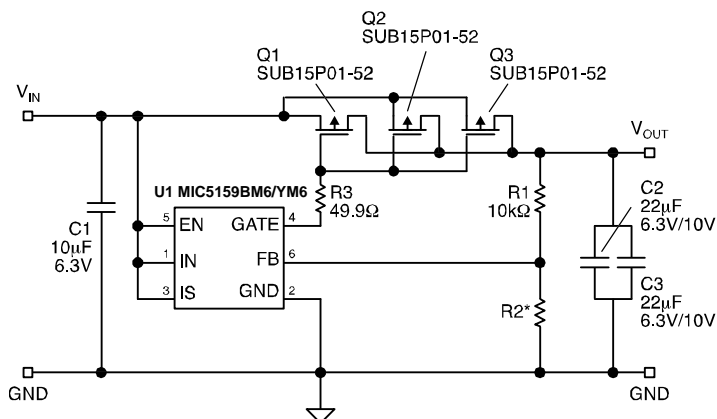 Q2
SUB15P01-52
Q1
SUB15P01-52
Q3
SUB15P01-52
VIN
VOUT
U1 MIC5159BM6/YM6
R3
49.9Ω
R1
10kΩ
C2
22µF
6.3V/10V
C1
10µF
6.3V
5 EN GATE 4
1 IN FB 6
3 IS GND 2
R2*
C3
22µF
6.3V/10V
GND
GND